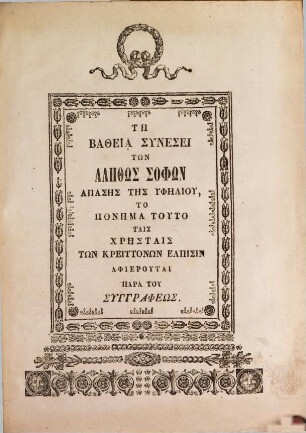 ΤΗ
ΒΑΘΕΙᾼ ΣΥΝΕΣΕΙ
ΤΩΝ
ΑΛΗΘΩΣ ΣΟΦΩΝ
ΑΠΑΣΗΣ ΤΗΣ ΥΦΗΛΙΟΥ,
ΤΟ
ΠΟΝΗΜΑ ΤΟΥΤΟ
ΤΑΙΣ
ΧΡΗΣΤΑΙΣ
ΤΩΝ ΚΡΕΙΤΤΟΝΩΝ ΕΛΠΙΣΙΝ
ΑΦΙΕΡΟΥΤΑΙ
ΠΑΡΑ ΤΟΥ
ΣΥΓΓΡΑΦΕΩΣ.